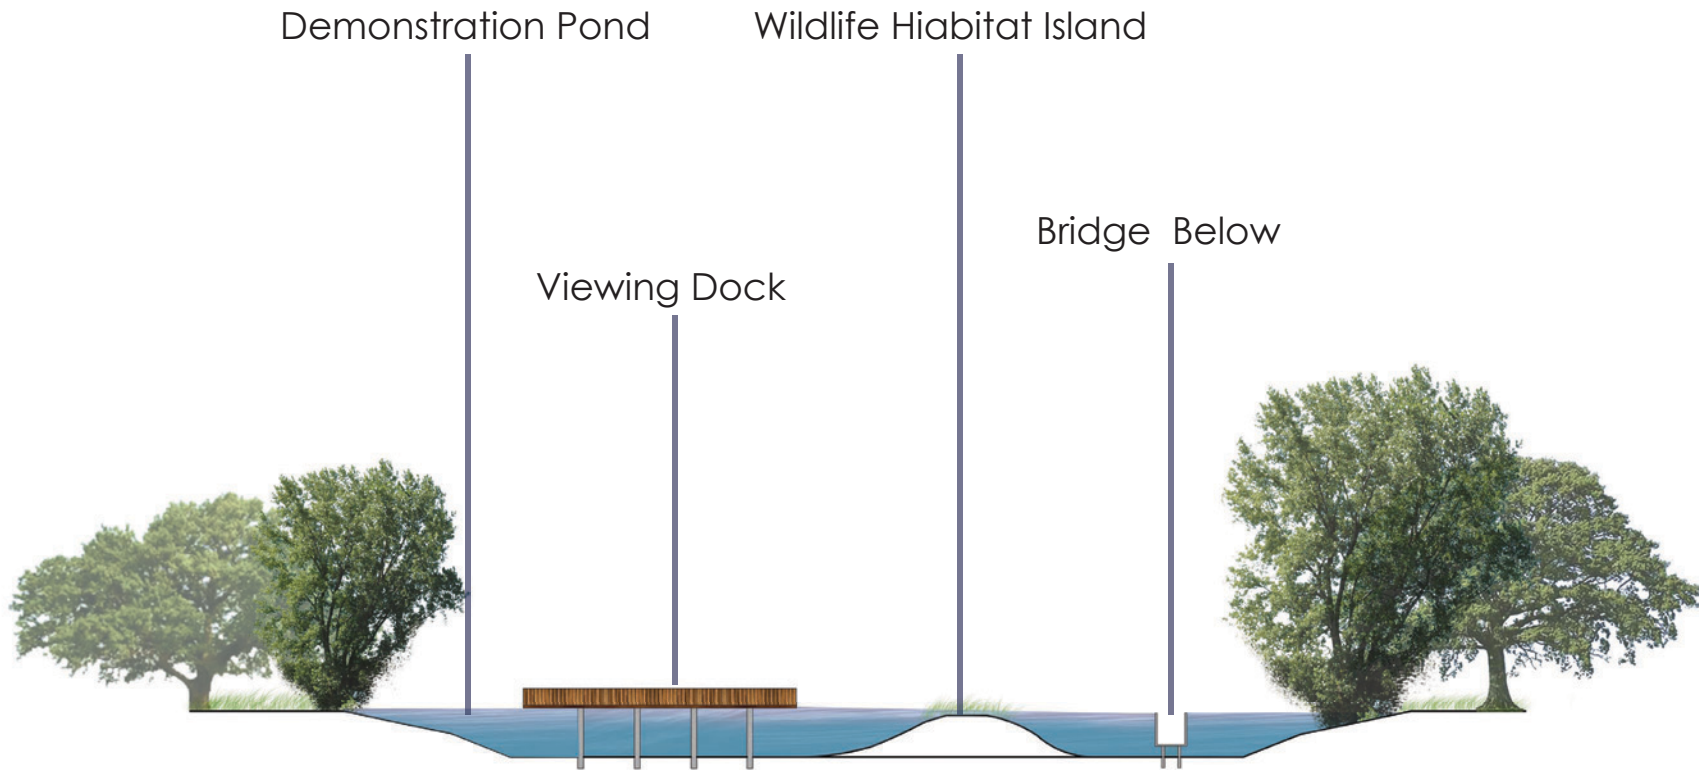 Demonstration Pond
Wildlife Hiabitat Island
Bridge Below
Viewing Dock